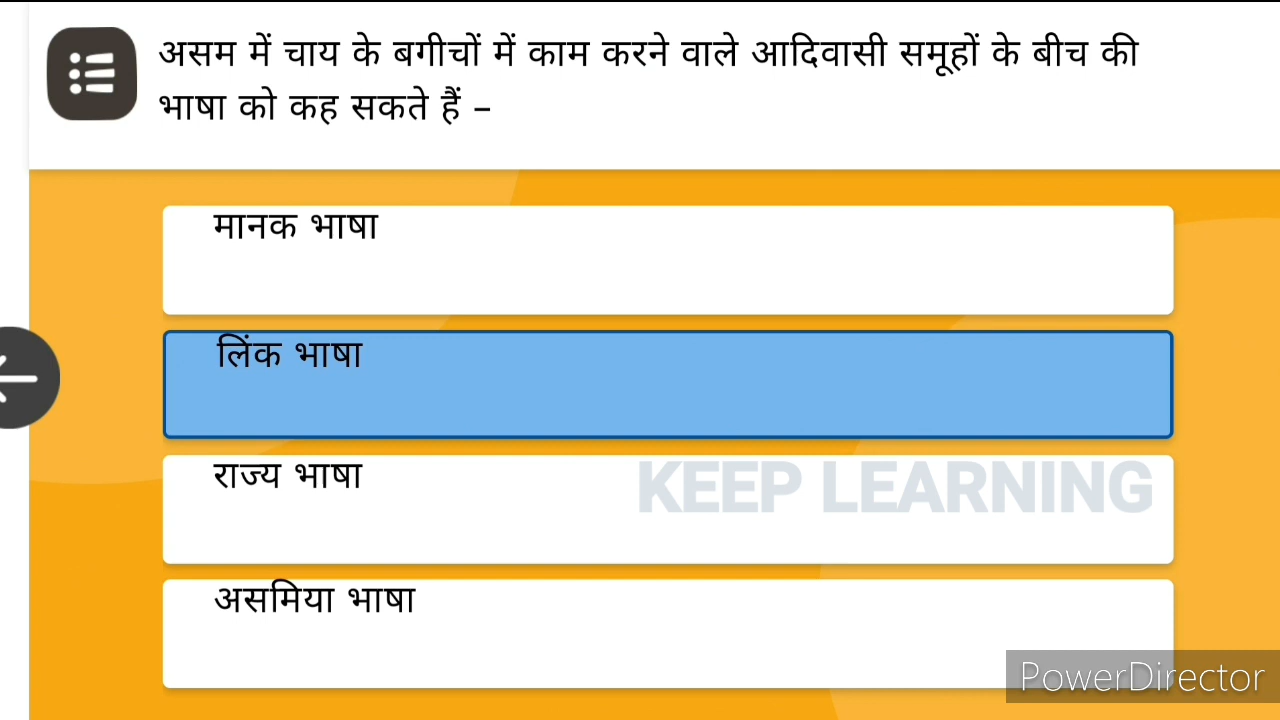 असम में चाय के बगीचों में काम करने वाले आदिवासी समूहों के बीच की
भाषा को कह सकते हैं –
मानक भाषा
लिंक भाषा
राज्य भाषा
KEEP LEARNING
असमिया भाषा
PowerDirector